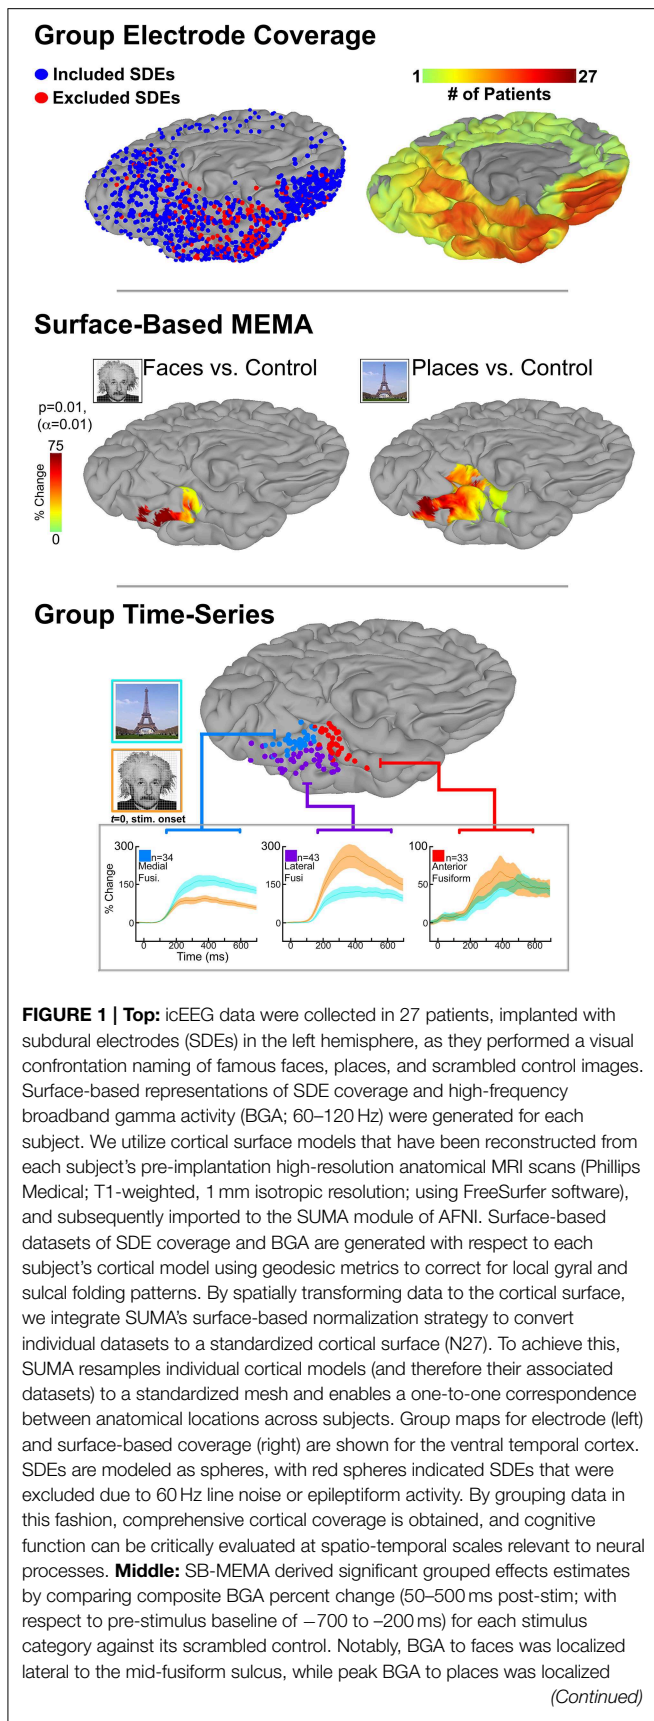 Group Electrode Coverage
Included SDEs
Excluded SDEs
1 27
# of Patients
Surface-Based MEMA
Faces vs. Control
Places vs. Control
p=0.01,
(α=0.01)
75
% Change
0
Group Time-Series
t=0, stim. onset
300
150
0
% Change
n=34
Medial
Fusi.
0 200 400 600
Time (ms)
300
150
0
n=43
Lateral
Fusi
0 200 400 600
100
50
0
n=33
Anterior
Fusiform
0 200 400 600
FIGURE 1 | Top: icEEG data were collected in 27 patients, implanted with
subdural electrodes (SDEs) in the left hemisphere, as they performed a visual
confrontation naming of famous faces, places, and scrambled control images.
Surface-based representations of SDE coverage and high-frequency
broadband gamma activity (BGA; 60–120 Hz) were generated for each
subject. We utilize cortical surface models that have been reconstructed from
each subject's pre-implantation high-resolution anatomical MRI scans (Phillips
Medical; T1-weighted, 1 mm isotropic resolution; using FreeSurfer software),
and subsequently imported to the SUMA module of AFNI. Surface-based
datasets of SDE coverage and BGA are generated with respect to each
subject's cortical model using geodesic metrics to correct for local gyral and
sulcal folding patterns. By spatially transforming data to the cortical surface,
we integrate SUMA's surface-based normalization strategy to convert
individual datasets to a standardized cortical surface (N27). To achieve this,
SUMA resamples individual cortical models (and therefore their associated
datasets) to a standardized mesh and enables a one-to-one correspondence
between anatomical locations across subjects. Group maps for electrode (left)
and surface-based coverage (right) are shown for the ventral temporal cortex.
SDEs are modeled as spheres, with red spheres indicated SDEs that were
excluded due to 60 Hz line noise or epileptiform activity. By grouping data in
this fashion, comprehensive cortical coverage is obtained, and cognitive
function can be critically evaluated at spatio-temporal scales relevant to neural
processes. Middle: SB-MEMA derived significant grouped effects estimates
by comparing composite BGA percent change (50–500 ms post-stim; with
respect to pre-stimulus baseline of −700 to –200 ms) for each stimulus
category against its scrambled control. Notably, BGA to faces was localized
lateral to the mid-fusiform sulcus, while peak BGA to places was localized
(Continued)